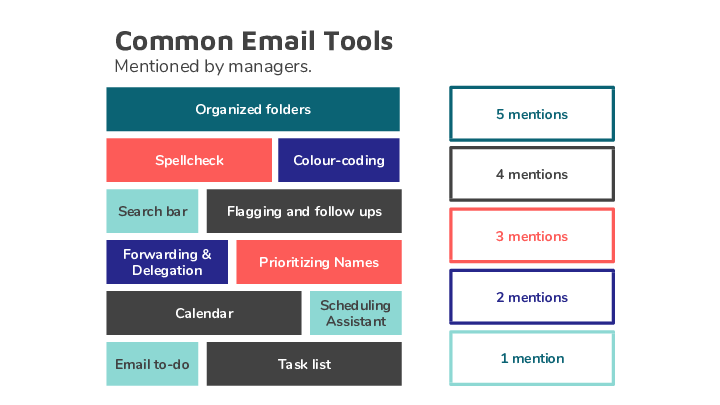 Common Email Tools
Mentioned by managers.
Organized folders
Spellcheck
Colour-coding
Search bar
Flagging and follow ups
Forwarding &
Delegation
Prioritizing Names
Calendar
Scheduling
Assistant
Email to-do
Task list
5 mentions
4 mentions
3 mentions
2 mentions
1 mention